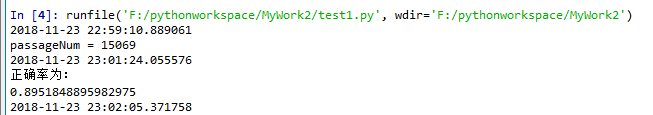 In [4]: runfile('F:/pythonworkspace/MyWork2/test1.py', wdir='F:/pythonworkspace/MyWork2')
2018-11-23 22:59:10.889061
passageNum = 15069
2018-11-23 23:01:24.055576
正确率为:
0.8951848895982975
2018-11-23 23:02:05.371758